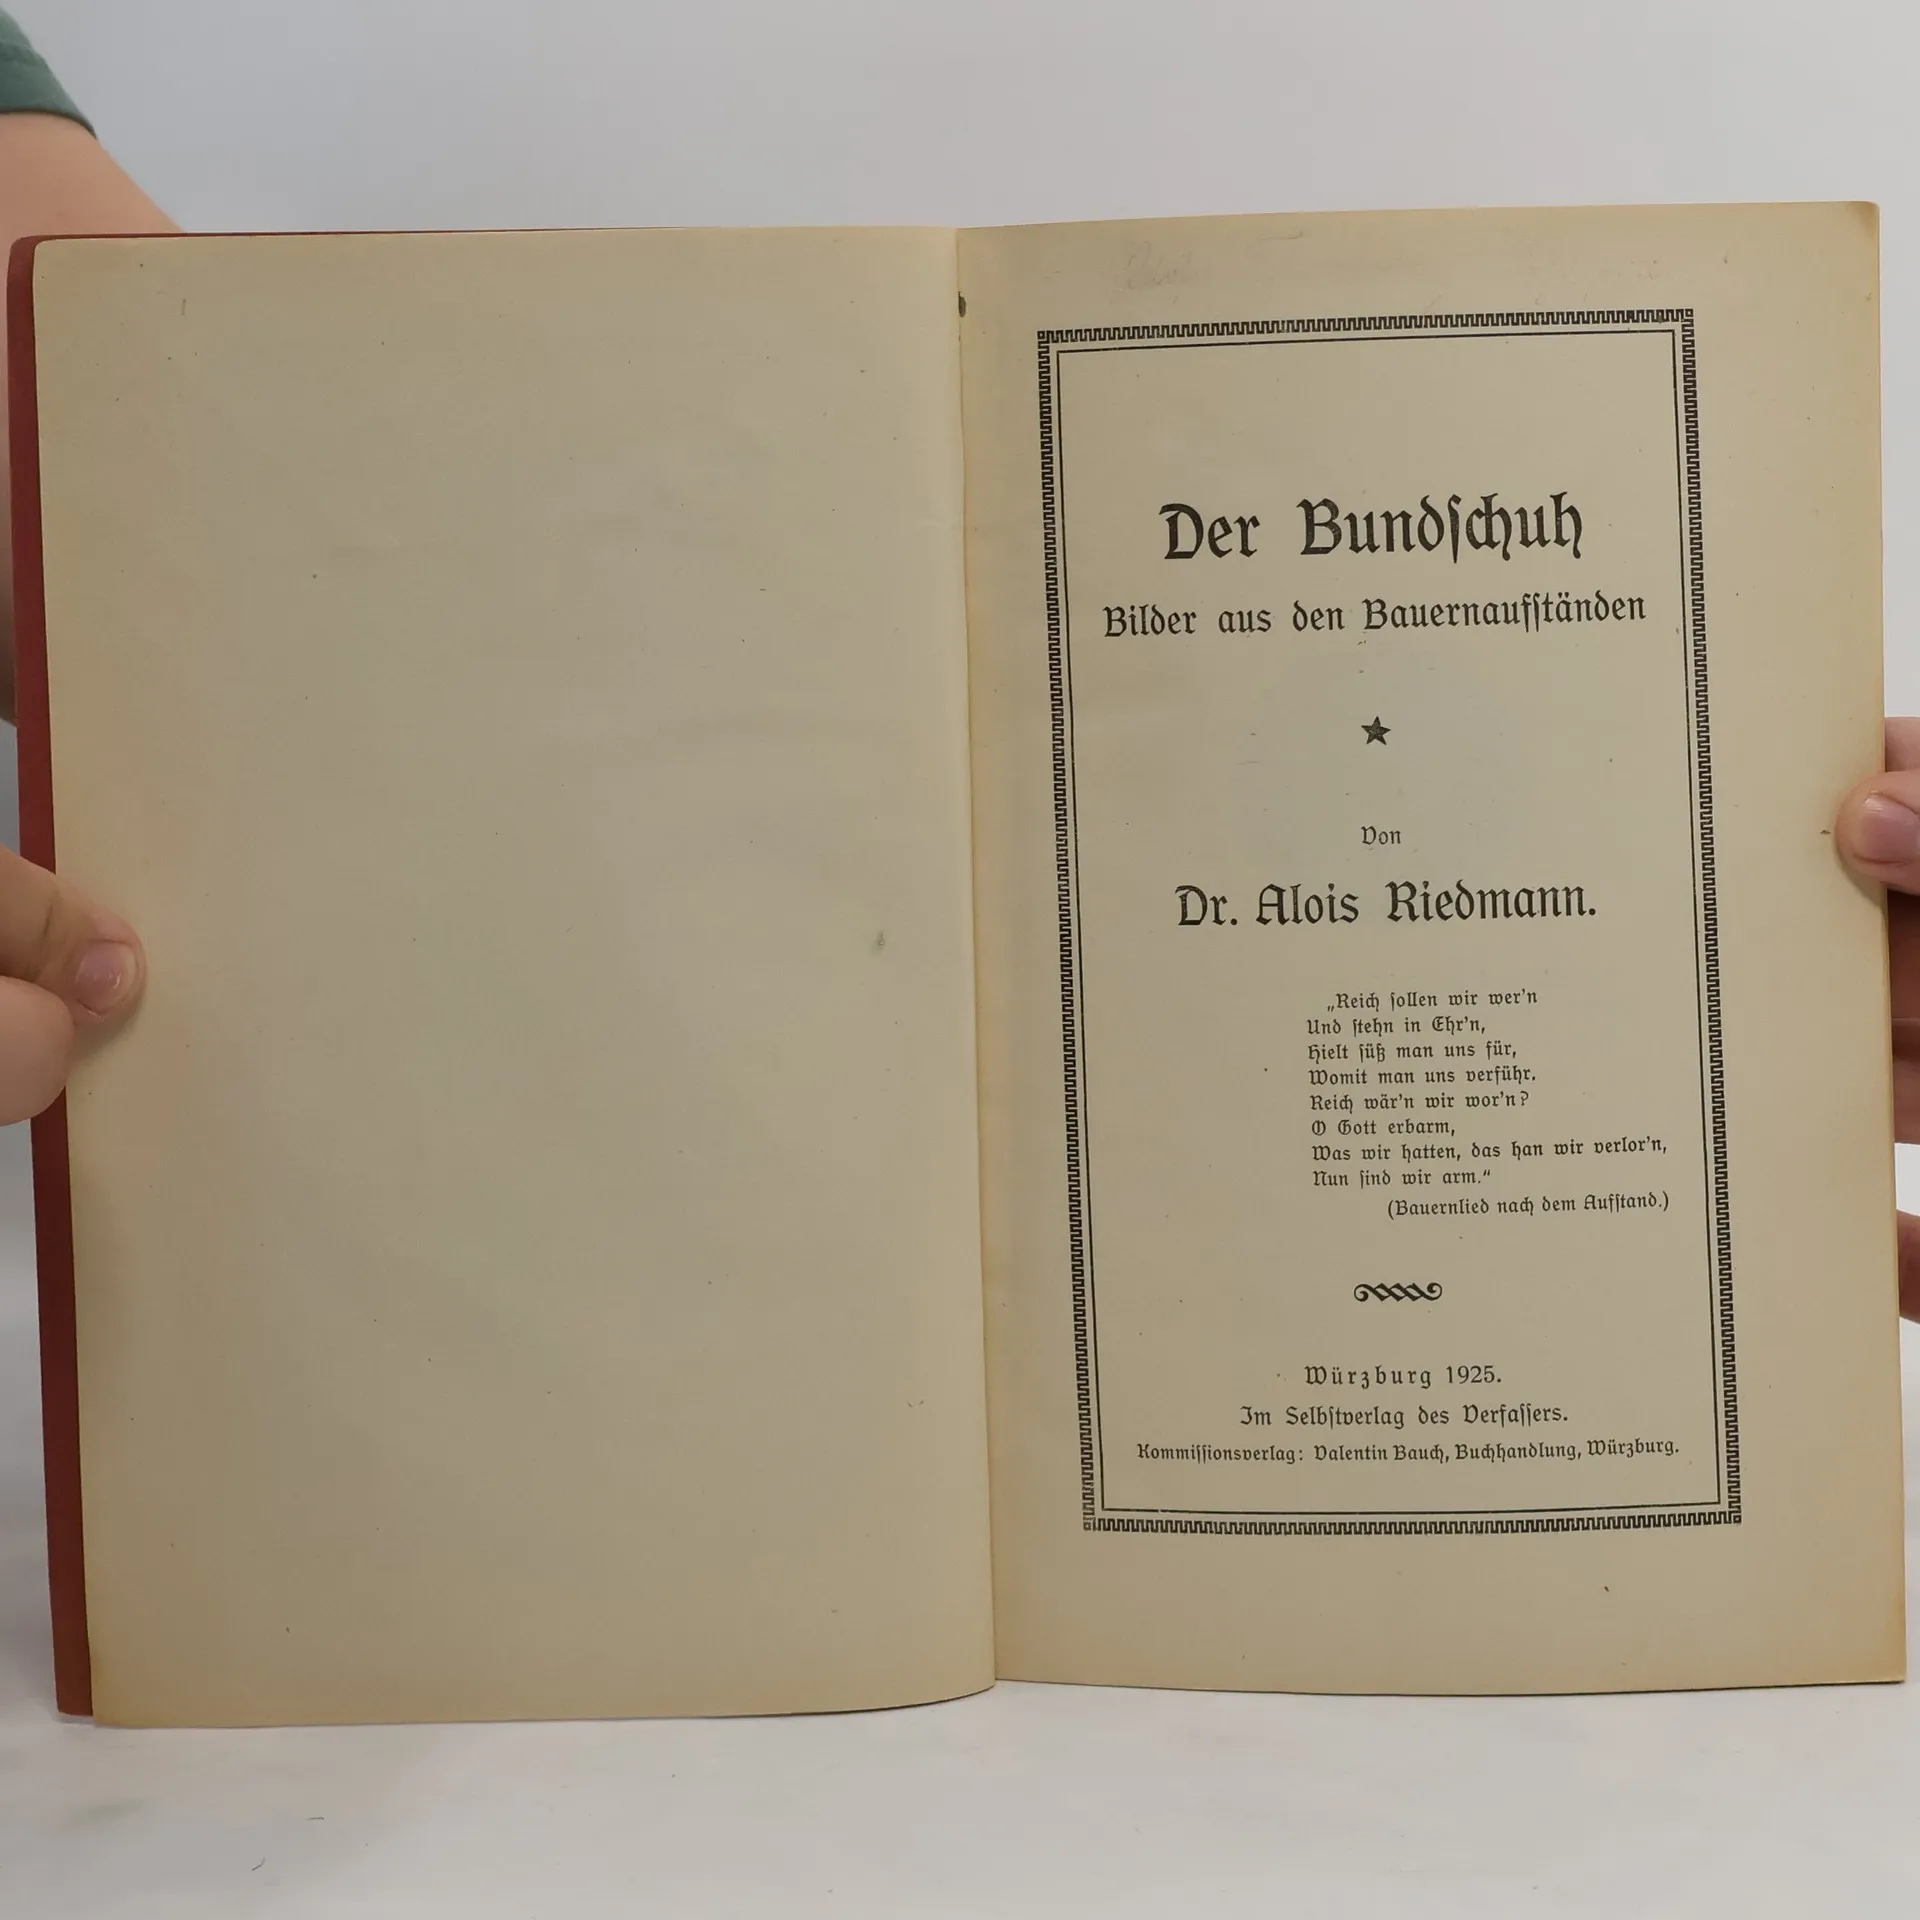 Der Bundſchuh
Bilder aus den Bauernaufſtänden
Von
Dr. Alois Riedmann.
„Reich ſollen wir wer'n
Und ſtehn in Ehr'n,
Hielt ſüß man uns für,
Womit man uns verführ.
Reich wär'n wir wor'n?
O Gott erbarm,
Was wir hatten, das han wir verlor'n,
Nun ſind wir arm.“
(Bauernlied nach dem Aufſtand.)
Würzburg 1925.
Im Selbſtverlag des Verfaſſers.
Kommiſſionsverlag: Valentin Bauch, Buchhandlung, Würzburg.